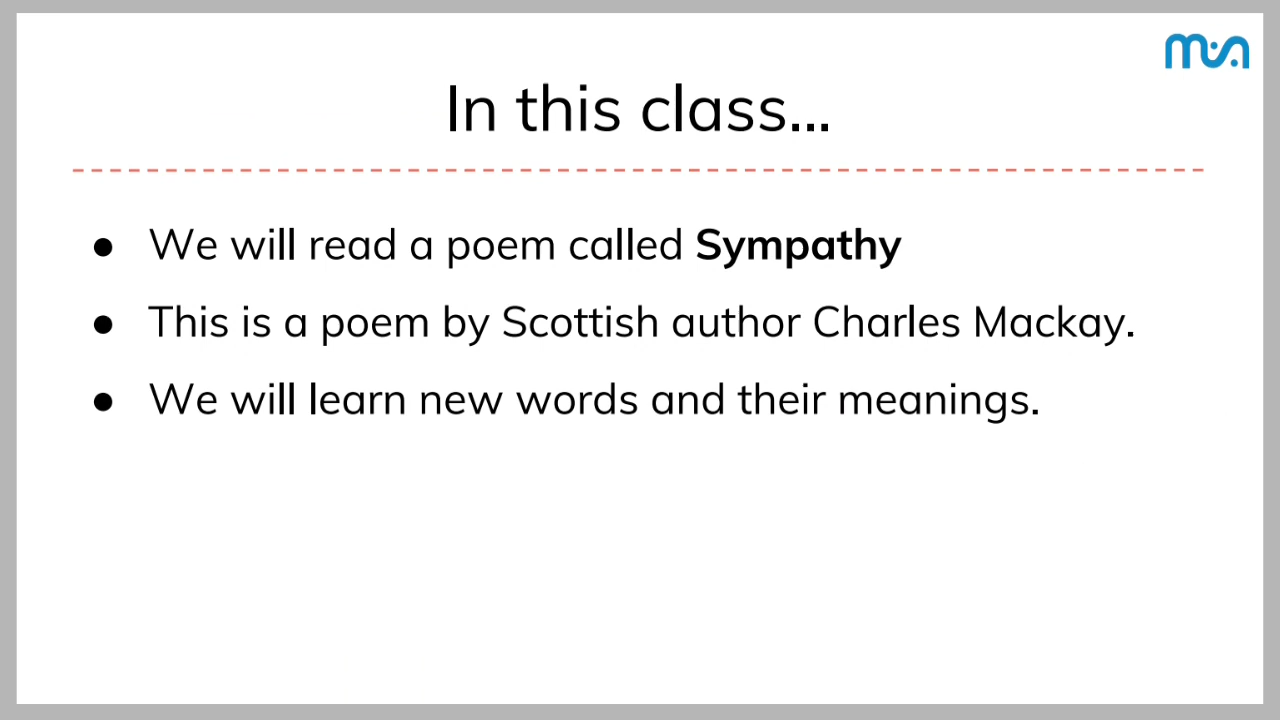 In this class...
● We will read a poem called Sympathy
● This is a poem by Scottish author Charles Mackay.
● We will learn new words and their meanings.